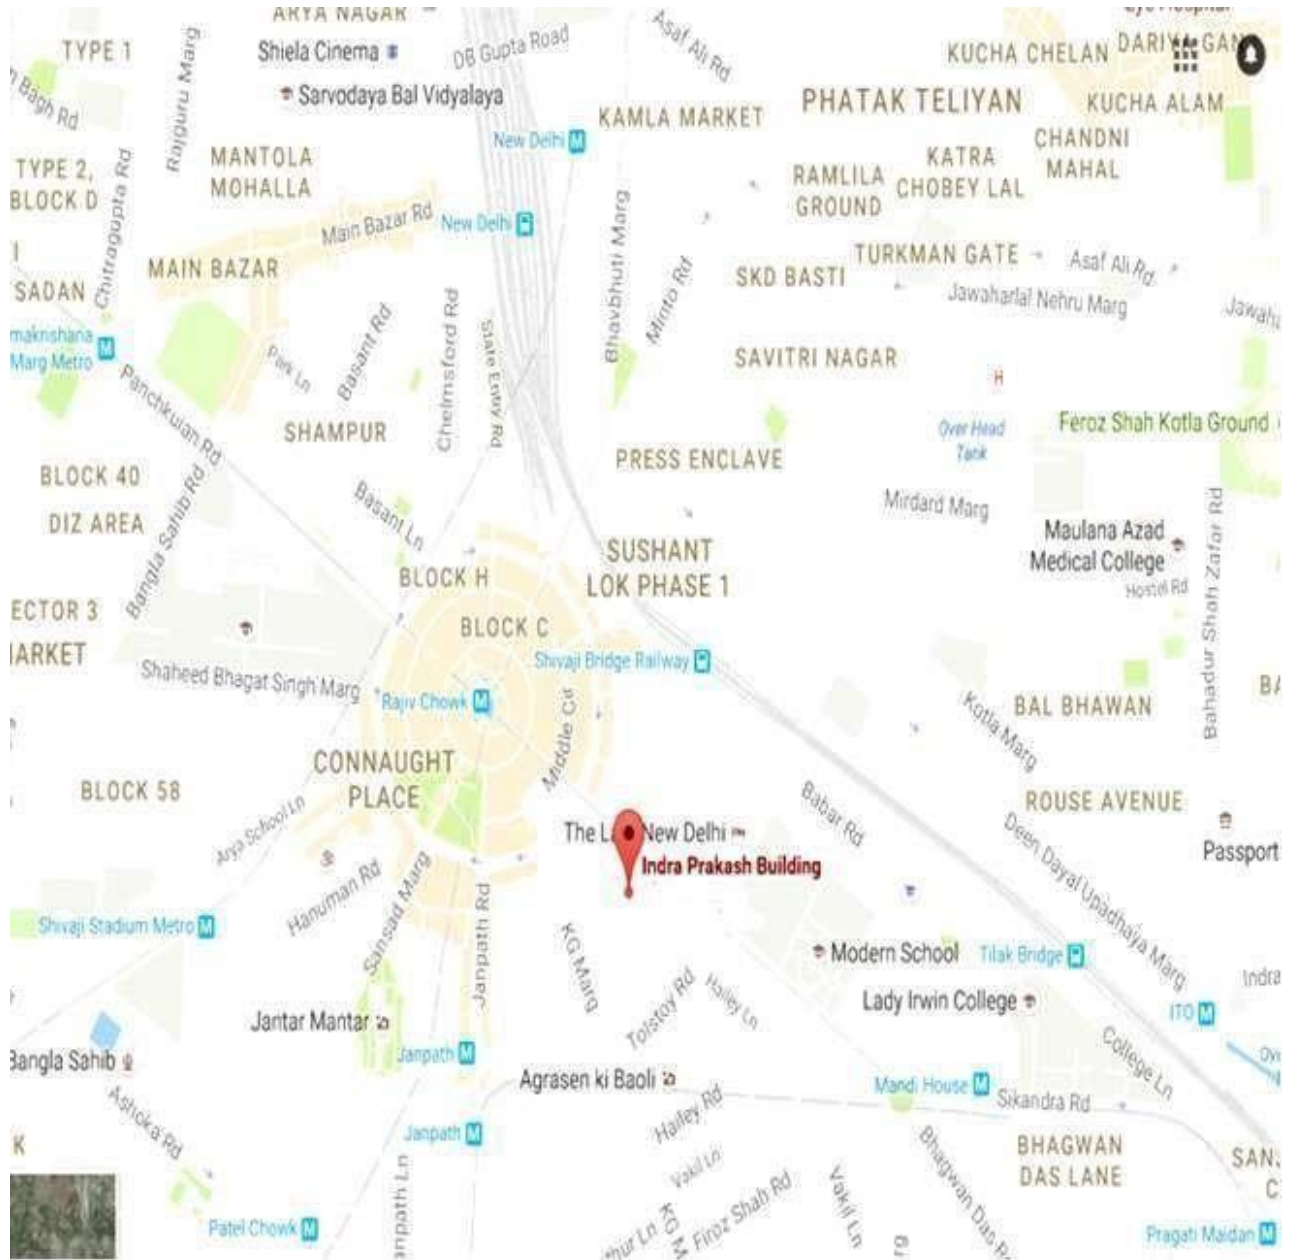 ARYA NAGAR
Shiela Cinema
DB Gupta Road
Asaf Ali Rd
TYPE 1
KUCHA CHELAN
Rajguru Marg
Bagh Rd
Sarvodaya Bal Vidyalaya
PHATAK TELIYAN
KUCHA ALAM
KAMLA MARKET
New Delhi
CHANDNI
MAHAL
TYPE 2,
BLOCK D
MANTOLA
MOHALLA
KATRA
CHOBEY LAL
RAMLILA
GROUND
Chitragupta Rd
Main Bazar Rd
New Delhi
Bhavbhuti Marg
Minto Rd
TURKMAN GATE
Asaf Ali Rd
MAIN BAZAR
SKD BASTI
SADAN
Jawaharlal Nehru Marg
Jawaha
makrishana
Marg Metro
Park Ln
Basant Rd
Chelmsford Rd
State Entry Rd
SAVITRI NAGAR
H
Panchkuian Rd
SHAMPUR
Over Head
Tank
Feroz Shah Kotla Ground
PRESS ENCLAVE
BLOCK 40
DIZ AREA
Bangla Sahib Rd
Basant Ln
Mirdard Marg
Bahadur Shah Zafar Rd
Maulana Azad
Medical College
Hostel Rd
SUSHANT
LOK PHASE 1
BLOCK H
ECTOR 3
ARKET
BLOCK C
Shivaji Bridge Railway
Shaheed Bhagat Singh Marg
Rajiv Chowk
Kotla Marg
BAL BHAWAN
BA
Middle Cir
CONNAUGHT
PLACE
BLOCK 58
Arya School Ln
Babar Rd
ROUSE AVENUE
Deen Dayal Upadhaya Marg
Passport
The L
New Delhi
Indra Prakash Building
Hanuman Rd
Sansad Marg
Janpath Rd
Shivaji Stadium Metro
KG Marg
Modern School
Tilak Bridge
Indra
Tolstoy Rd
Hailey Ln
Lady Irwin College
ITO
Jantar Mantar
Janpath
College Ln
Bangla Sahib
Agrasen ki Baoli
Mandi House
Sikandra Rd
Ashoka Rd
Hailey Rd
Janpath
K
BHAGWAN
DAS LANE
SAN
C
Vakil Ln
Vakil Ln
Bhagwan Das R
Firoz Shah Rd
KG M
thur Ln
npath Ln
Patel Chowk
Pragati Maidan
rg